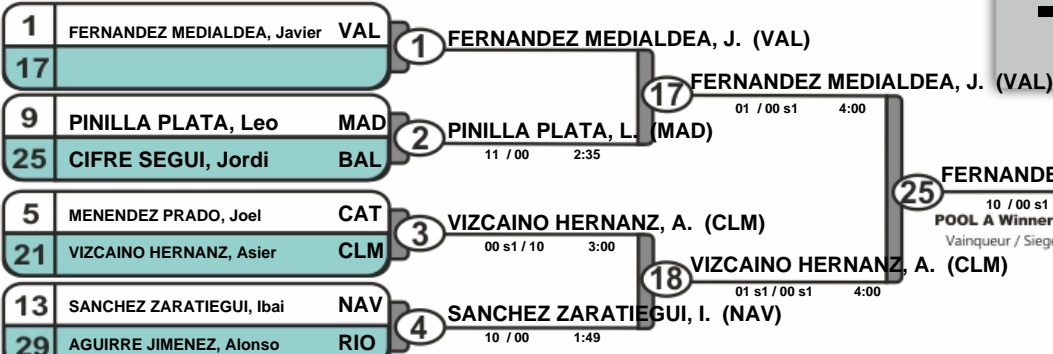 1 FERNANDEZ MEDIALDEA, Javier VAL
17
1 FERNANDEZ MEDIALDEA, J. (VAL)
9 PINILLA PLATA, Leo MAD
25 CIFRE SEGUI, Jordi BAL
2 PINILLA PLATA, L. (MAD)
11 / 00 2:35
17 FERNANDEZ MEDIALDEA, J. (VAL)
01 / 00 s1 4:00
5 MENENDEZ PRADO, Joel CAT
21 VIZCAINO HERNANZ, Asier CLM
3 VIZCAINO HERNANZ, A. (CLM)
00 s1 / 10 3:00
13 SANCHEZ ZARATIEGUI, Ibai NAV
29 AGUIRRE JIMENEZ, Alonso RIO
4 SANCHEZ ZARATIEGUI, I. (NAV)
10 / 00 1:49
18 VIZCAINO HERNANZ, A. (CLM)
01 s1 / 00 s1 4:00
25 FERNANDE
10 / 00 s1
POOL A Winner
Vainqueur / Siege